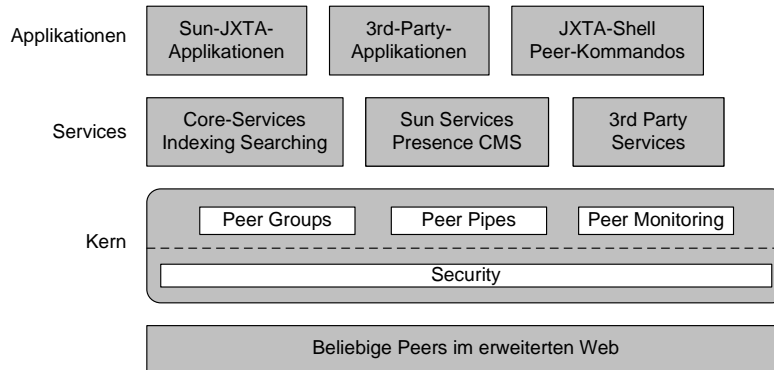 Applikationen
Sun-JXTA-
Applikationen
3rd-Party-
Applikationen
JXTA-Shell
Peer-Kommandos
Services
Core-Services
Indexing Searching
Sun Services
Presence CMS
3rd Party
Services
Kern
Peer Groups
Peer Pipes
Peer Monitoring
Security
Beliebige Peers im erweiterten Web